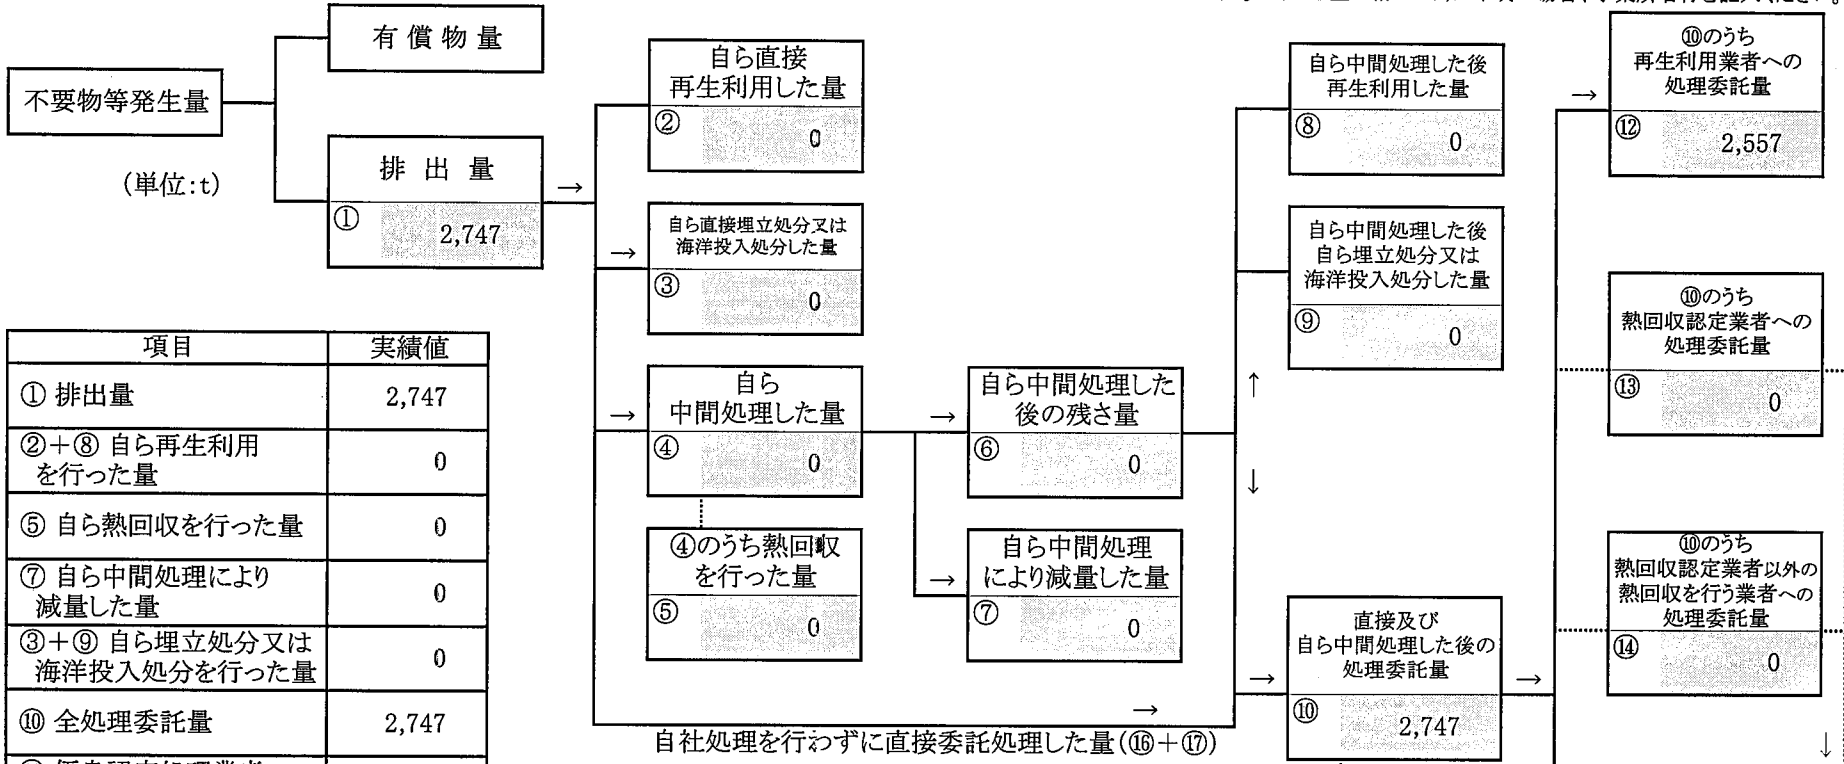 不要物等発生量
(単位:t)
有償物量
排出量
①
2,747
→
自ら直接
再生利用した量
②
0
→
自ら直接埋立処分又は
海洋投入処分した量
③
0
→
自ら
中間処理した量
④
0
④のうち熱回収
を行った量
⑤
0
→
自ら中間処理した
後の残さ量
⑥
0
→
自ら中間処理
により減量した量
⑦
0
→
自社処理を行わずに直接委託処理した量(⑯+⑰)
自ら中間処理した後
再生利用した量
⑧
0
自ら中間処理した後
自ら埋立処分又は
海洋投入処分した量
⑨
0
↑
↓
→
直接及び
自ら中間処理した後の
処理委託量
⑩
2,747
→
→
⑩のうち
再生利用業者への
処理委託量
⑫
2,557
⑩のうち
熱回収認定業者への
処理委託量
⑬
0
⑩のうち
熱回収認定業者以外の
熱回収を行う業者への
処理委託量
⑭
0
↓
項目 実績値
① 排出量 2,747
②+⑧ 自ら再生利用
を行った量 0
⑤ 自ら熱回収を行った量 0
⑦ 自ら中間処理により
減量した量 0
③+⑨ 自ら埋立処分又は
海洋投入処分を行った量 0
⑩ 全処理委託量 2,747